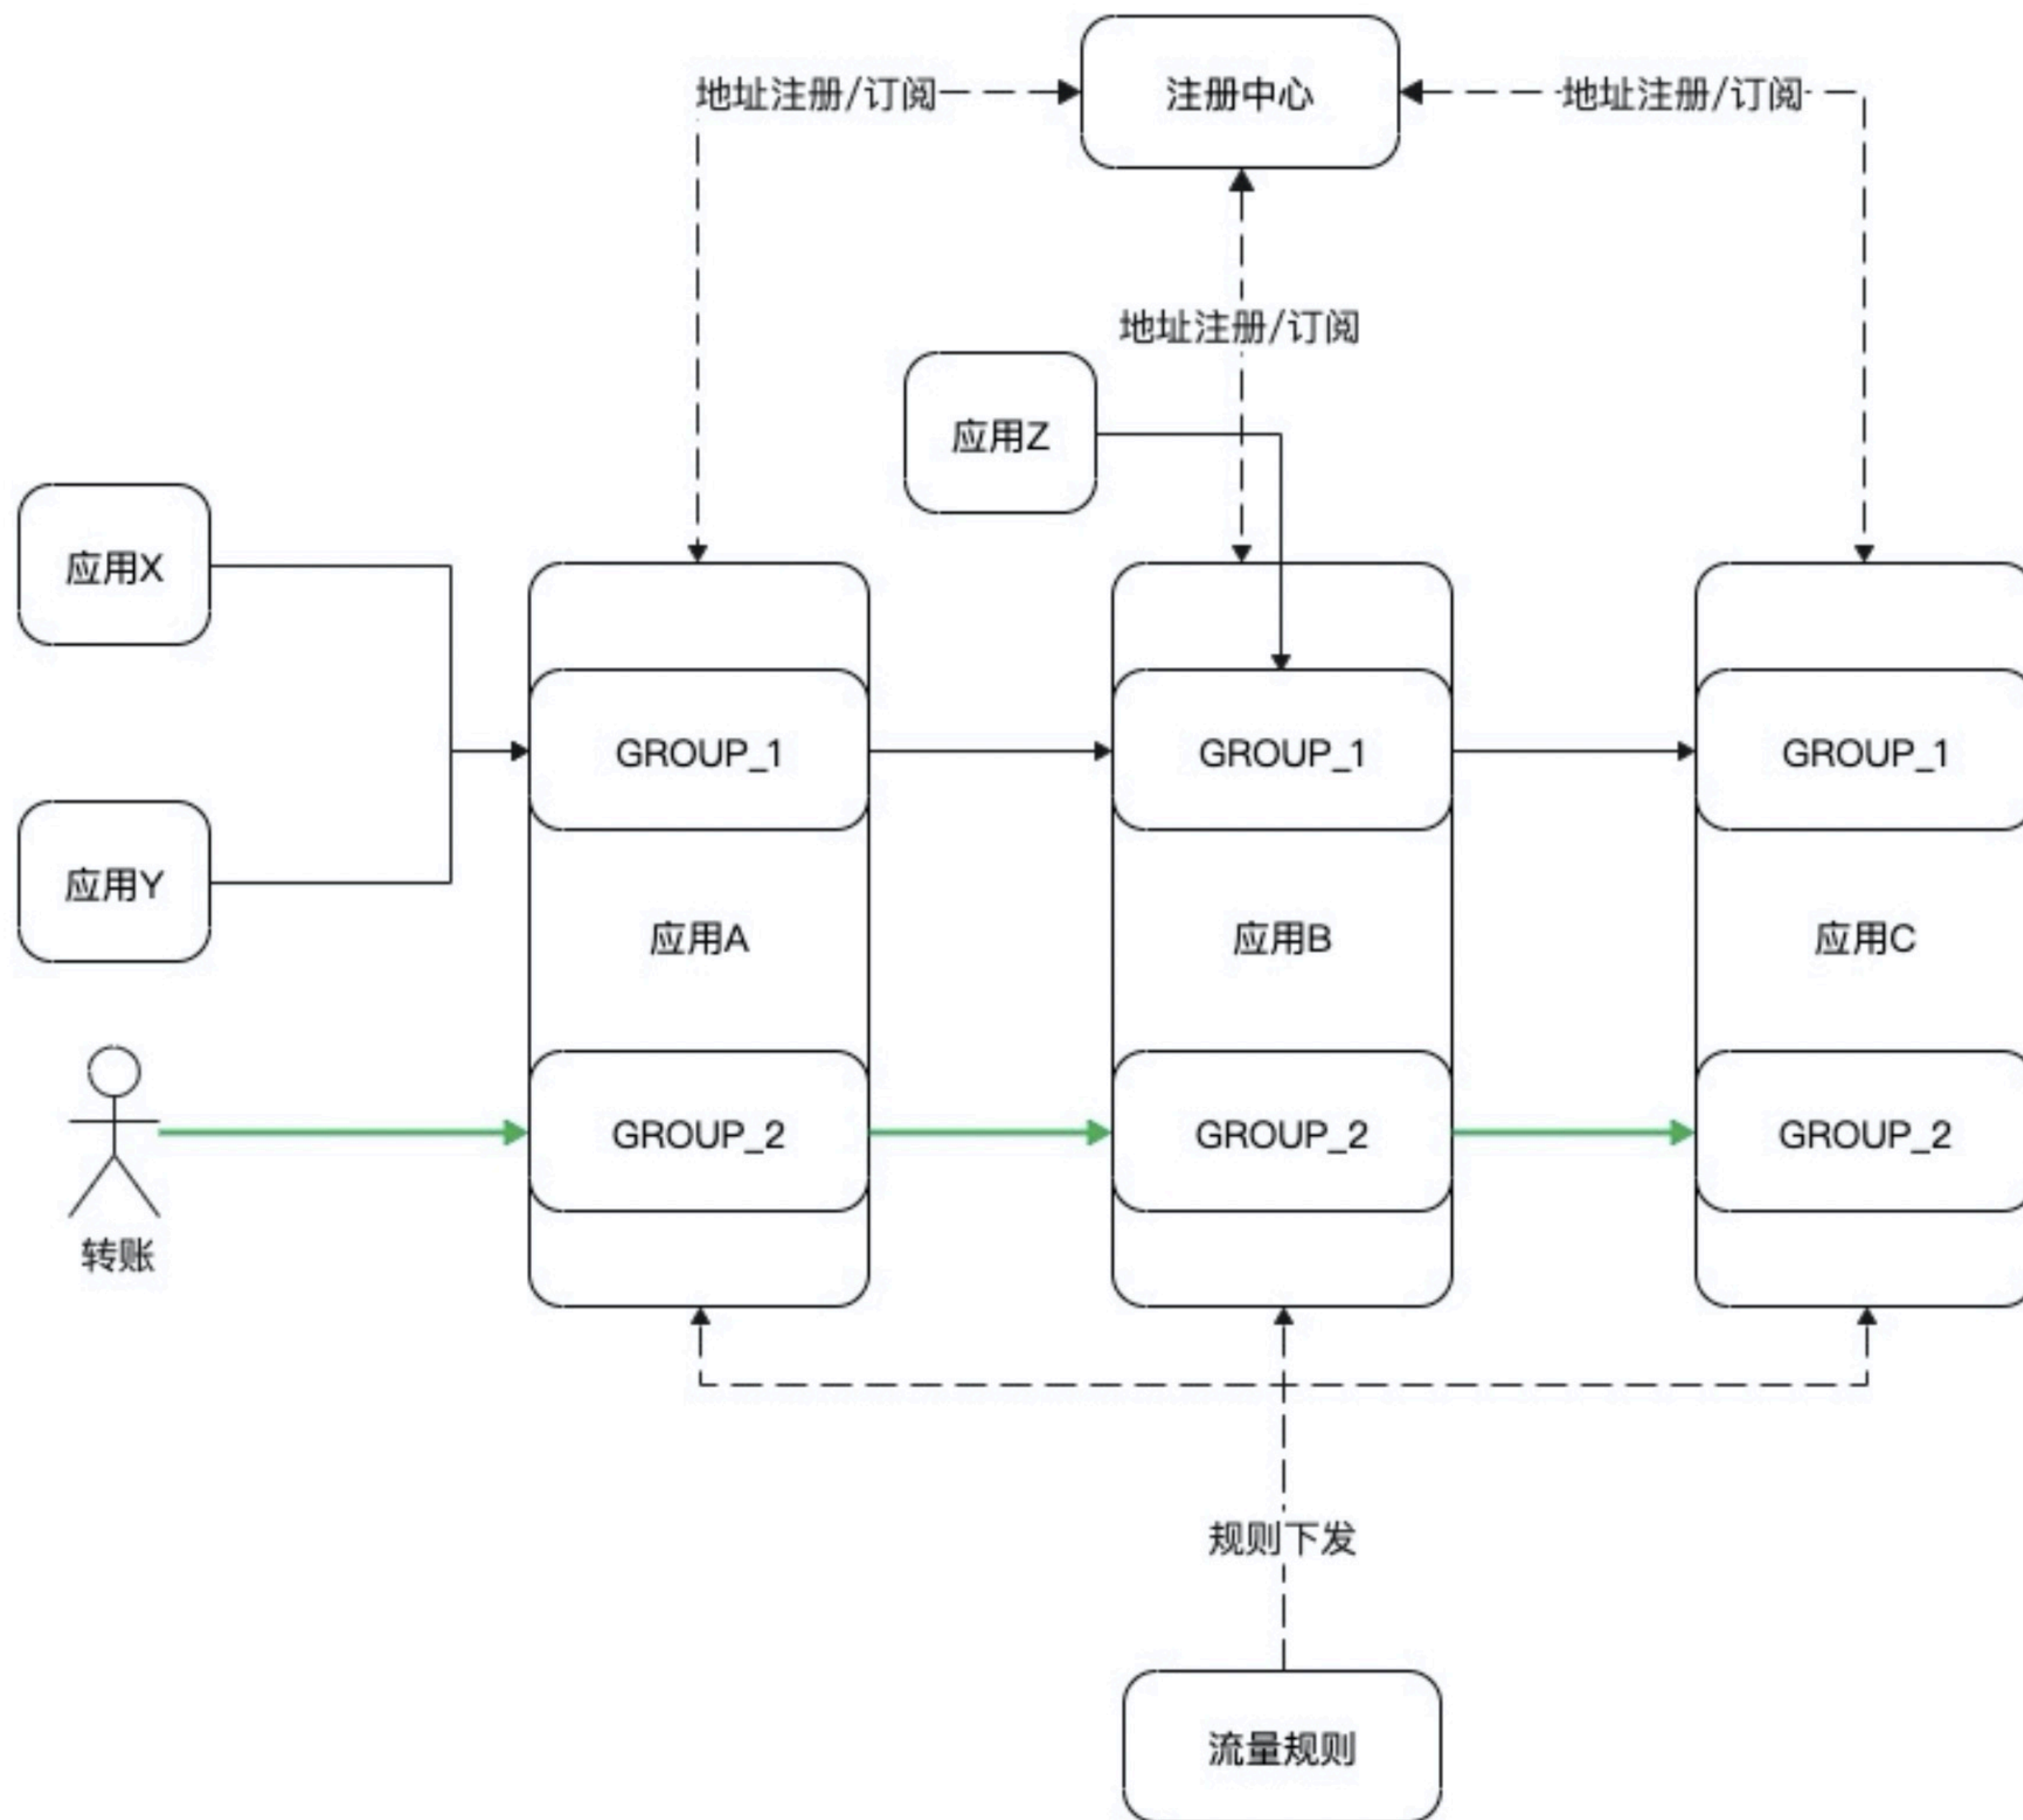 地址注册/订阅
注册中心
地址注册/订阅
地址注册/订阅
应用Z
应用X
GROUP_1
GROUP_1
GROUP_1
应用Y
应用A
应用B
应用C
GROUP_2
GROUP_2
GROUP_2
转账
规则下发
流量规则